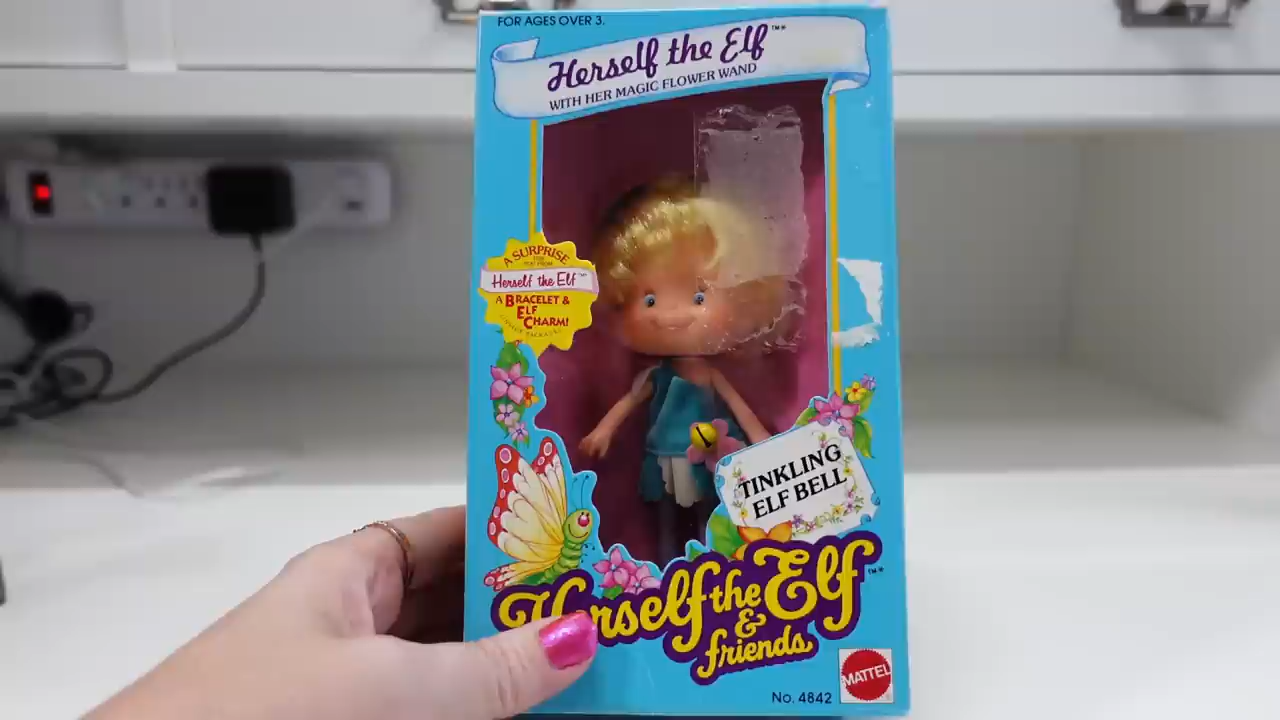 FOR AGES OVER 3.
Herself the Elf™*
WITH HER MAGIC FLOWER WAND
A SURPRISE
Herself the Elf™
A BRACELET &
ELF
CHARM!
TINKLING
ELF BELL
Herself the Elf™*
&
friends
MATTEL
No. 4842